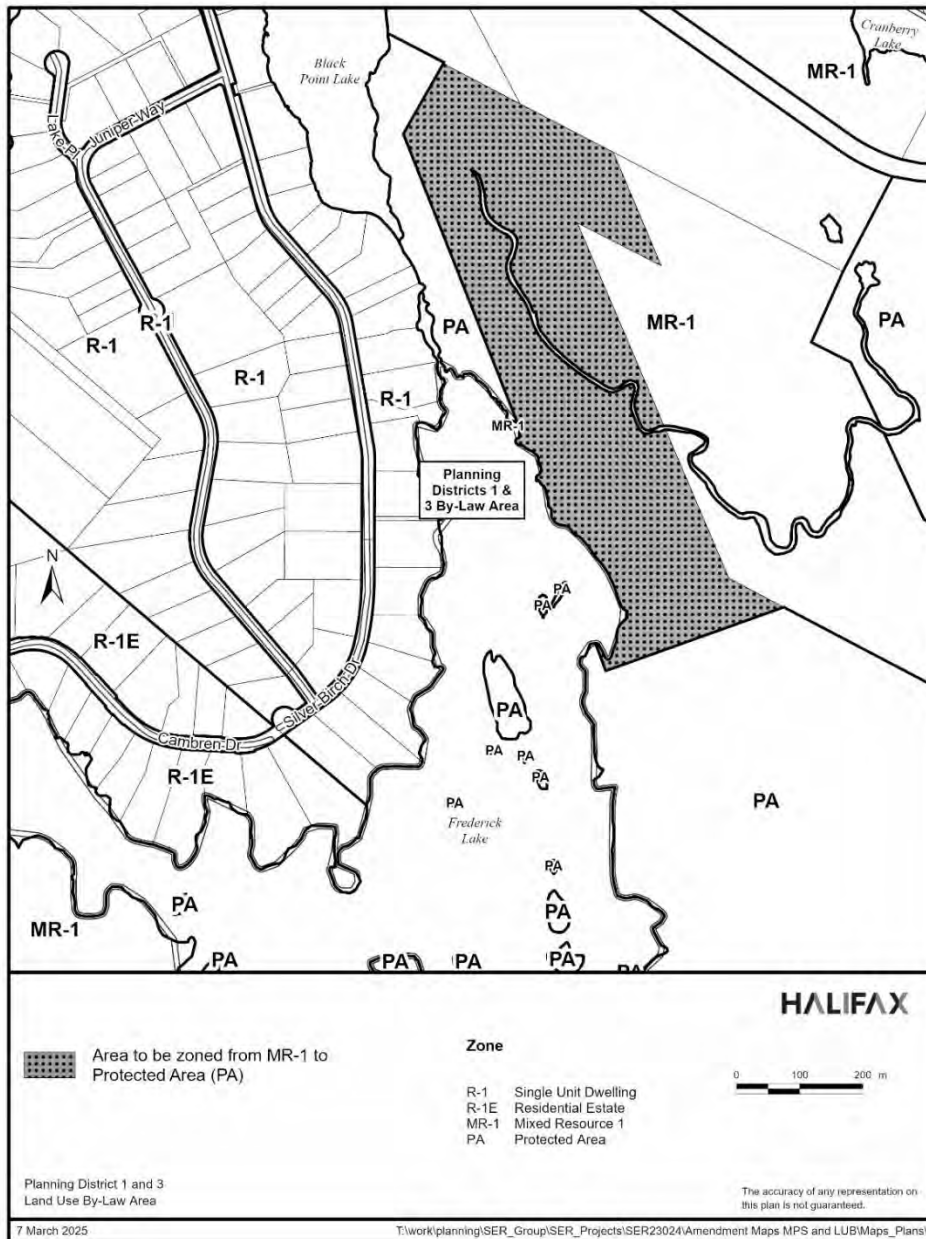 Cranberry
Lake
Black
Point Lake
MR-1
Lake Pl
Juniper Way
PA
PA
MR-1
R-1
R-1
R-1
R-1
MR-1
Planning
Districts 1 &
3 By-Law Area
N
PA
PA
R-1E
PA
Silver Birch Dr
Cambren Dr
PA
PA
R-1E
PA
PA
PA
Frederick
Lake
PA
PA
PA
MR-1
PA
PA
PA
PA
PA
HALIFAX
Area to be zoned from MR-1 to
Protected Area (PA)
Zone
R-1 Single Unit Dwelling
R-1E Residential Estate
MR-1 Mixed Resource 1
PA Protected Area
0 100 200 m
Planning District 1 and 3
Land Use By-Law Area
The accuracy of any representation on
this plan is not guaranteed.
7 March 2025
T:\work\planning\SER_Group\SER_Projects\SER23024\Amendment Maps MPS and LUB\Maps_Plans\